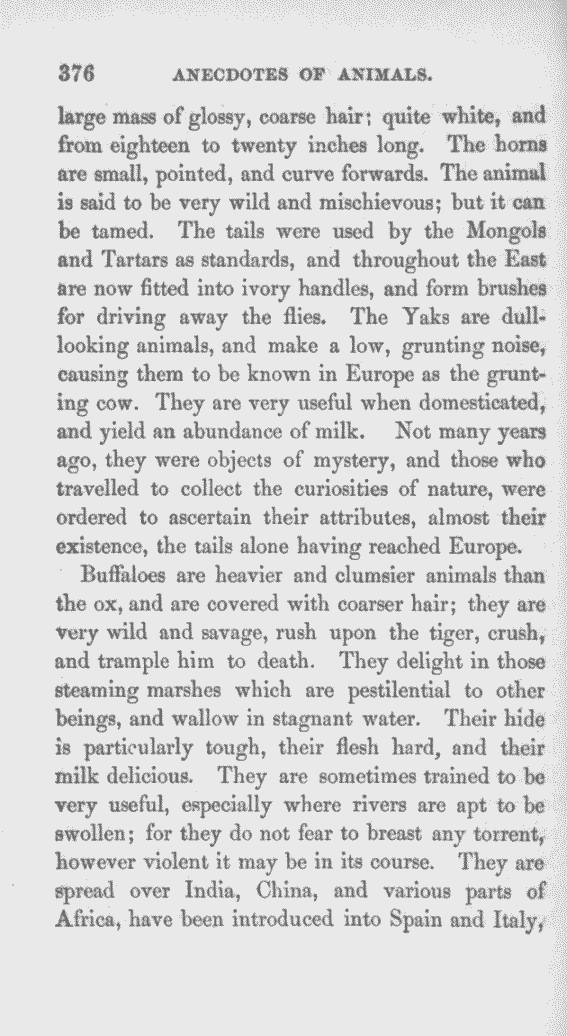 376 ANECDOTES OF ANIMALS.
large mass of glossy, coarse hair; quite white, and
from eighteen to twenty inches long. The horns
are small, pointed, and curve forwards. The animal
is said to be very wild and mischievous; but it can
be tamed. The tails were used by the Mongols
and Tartars as standards, and throughout the East
are now fitted into ivory handles, and form brushes
for driving away the flies. The Yaks are dull-
looking animals, and make a low, grunting noise,
causing them to be known in Europe as the grunt-
ing cow. They are very useful when domesticated,
and yield an abundance of milk. Not many years
ago, they were objects of mystery, and those who
travelled to collect the curiosities of nature, were
ordered to ascertain their attributes, almost their
existence, the tails alone having reached Europe.
Buffaloes are heavier and clumsier animals than
the ox, and are covered with coarser hair; they are
very wild and savage, rush upon the tiger, crush,
and trample him to death. They delight in those
steaming marshes which are pestilential to other
beings, and wallow in stagnant water. Their hide
is particularly tough, their flesh hard, and their
milk delicious. They are sometimes trained to be
very useful, especially where rivers are apt to be
swollen; for they do not fear to breast any torrent,
however violent it may be in its course. They are
spread over India, China, and various parts of
Africa, have been introduced into Spain and Italy,